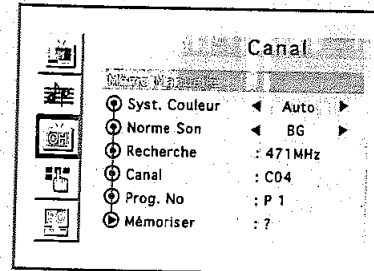 Canal
Mémo Manuelle
Syst. Couleur ◄ Auto ►
Norme Son ◄ BG ►
CH
Recherche : 471MHz
Canal : C04
Prog. No : P 1
Mémoriser : ?